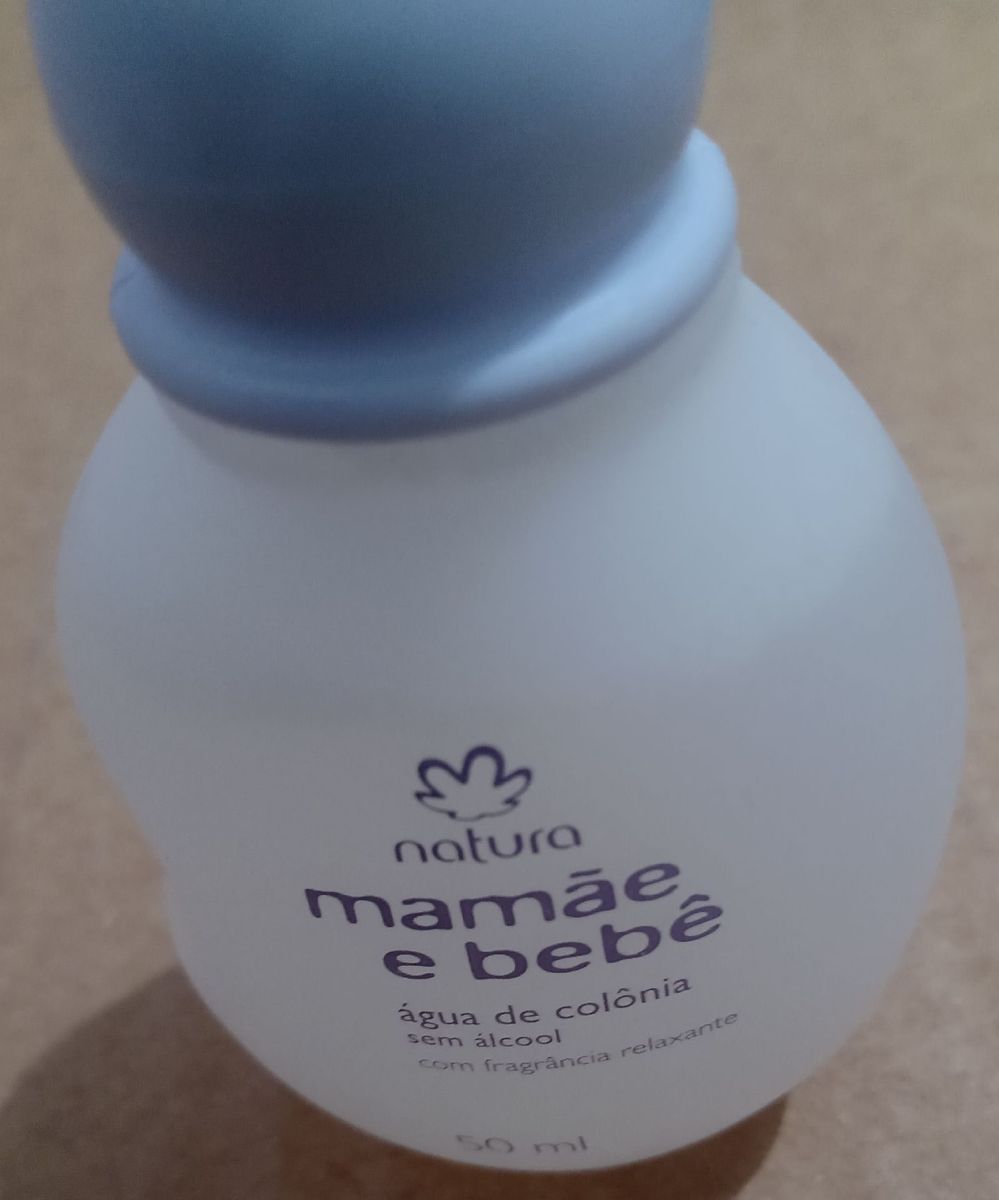 natura
mamãe
e bebê
água de colônia
sem álcool
com fragrância relaxante
50 ml